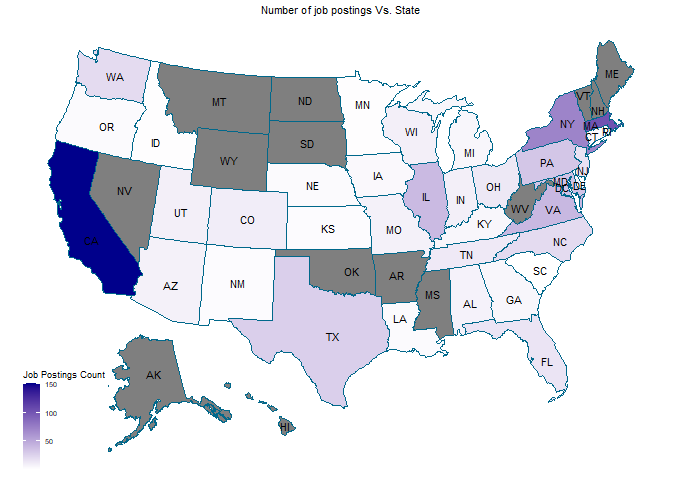 Number of job postings Vs. State
WA
MT
ND
MN
ME
VT
NH
OR
ID
SD
WI
NY
MA
CT
RI
WY
MI
PA
NJ
IA
NE
NV
IL
IN
OH
MD
DE
DC
UT
CO
WV
VA
CA
KS
MO
KY
NC
TN
AZ
NM
OK
AR
SC
MS
AL
GA
TX
LA
FL
AK
HI
Job Postings Count
150
100
50